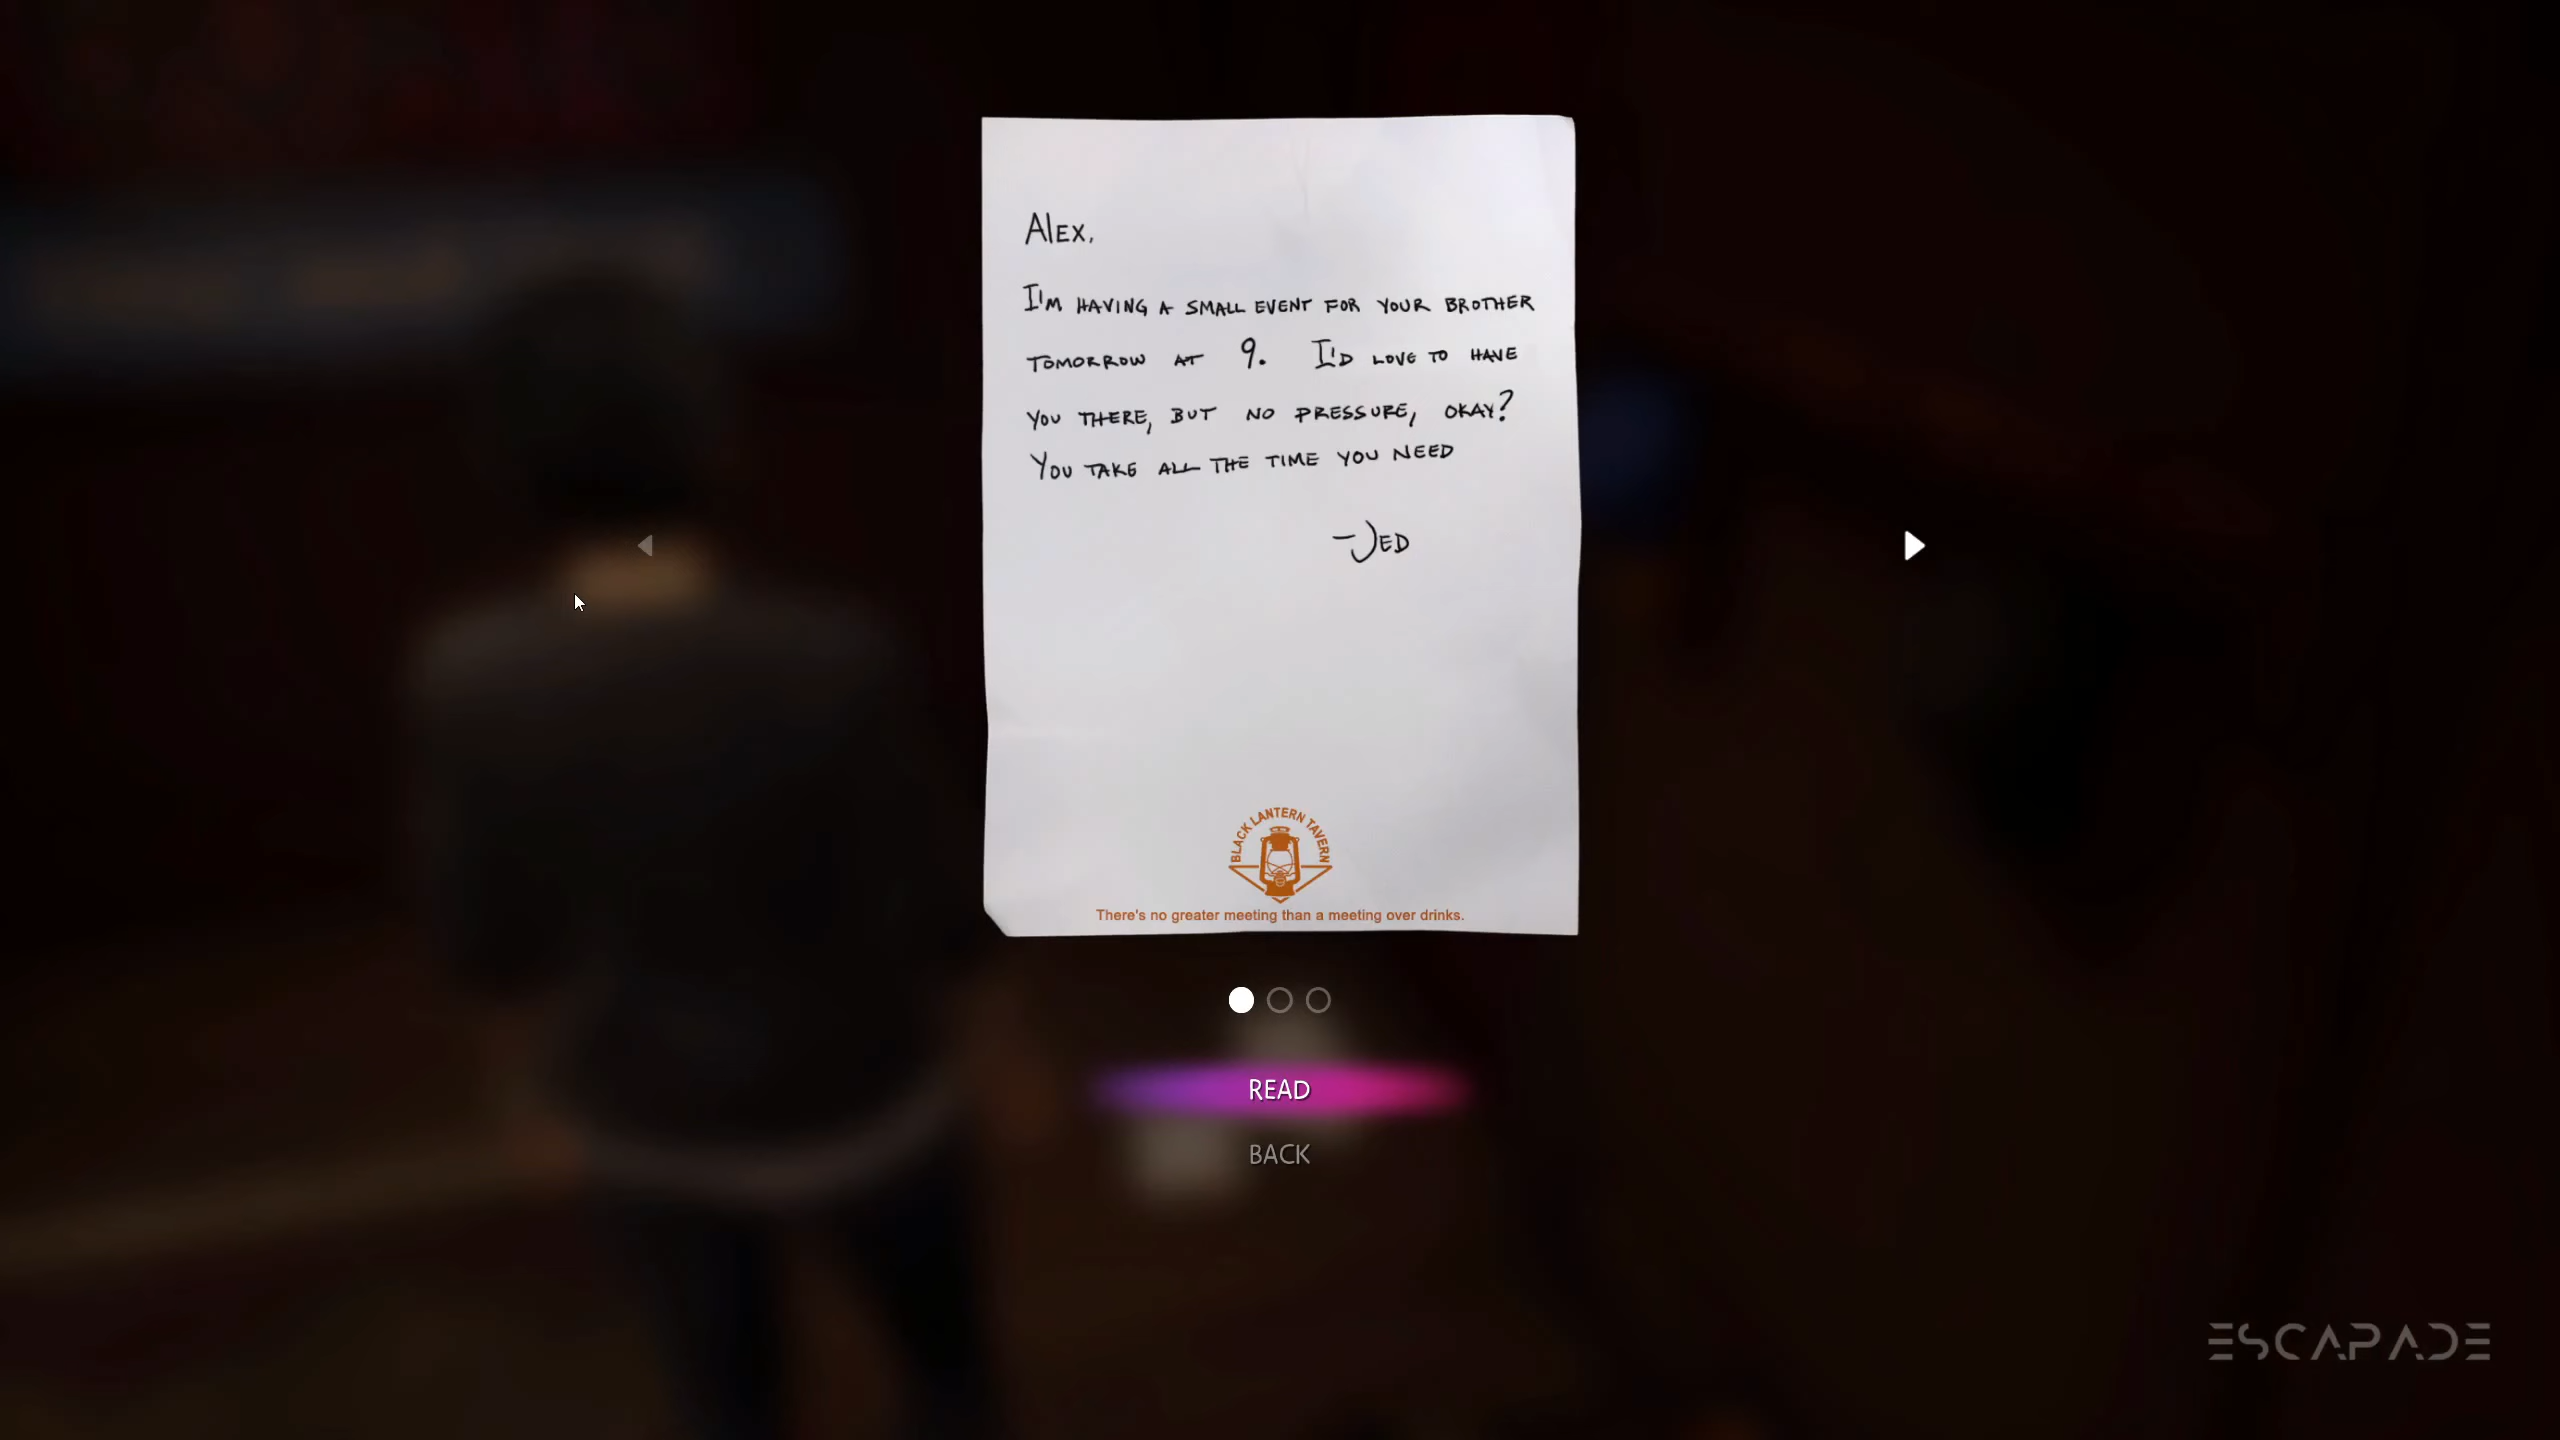 Alex,
I'm having a small event for your brother
tomorrow at 9. I'd love to have
you there, but no pressure, okay?
You take all the time you need
-Jed
BLACK LANTERN TAVERN
There's no greater meeting than a meeting over drinks.
READ
BACK
ESCAPADE